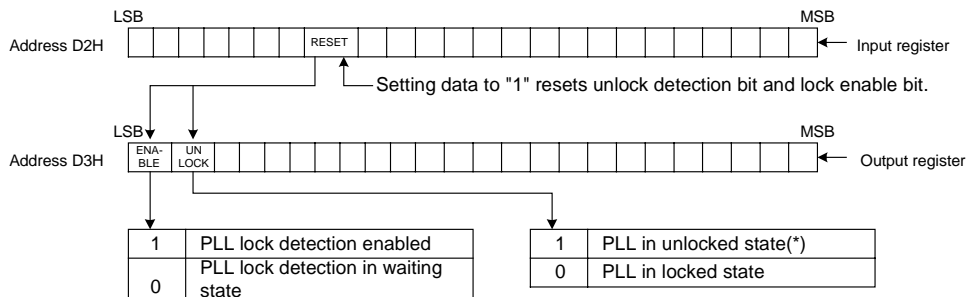 LSB MSB
Address D2H RESET Input register
Setting data to "1" resets unlock detection bit and lock enable bit.
LSB MSB
Address D3H ENA-
BLE UN
LOCK Output register
1 PLL lock detection enabled
0 PLL lock detection in waiting
state
1 PLL in unlocked state(*)
0 PLL in locked state